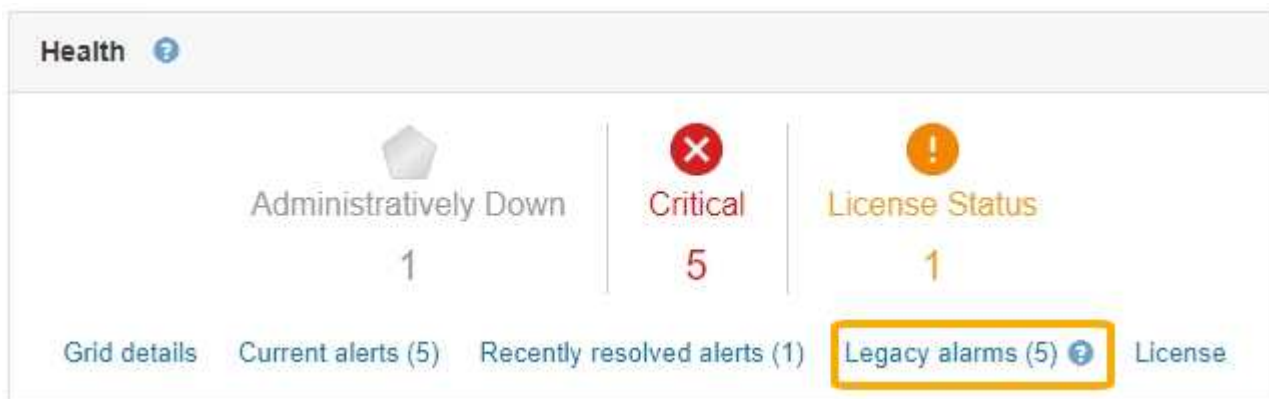 Health ?
Administratively Down
Critical
License Status
1
5
1
Grid details Current alerts (5) Recently resolved alerts (1) Legacy alarms (5) ? License